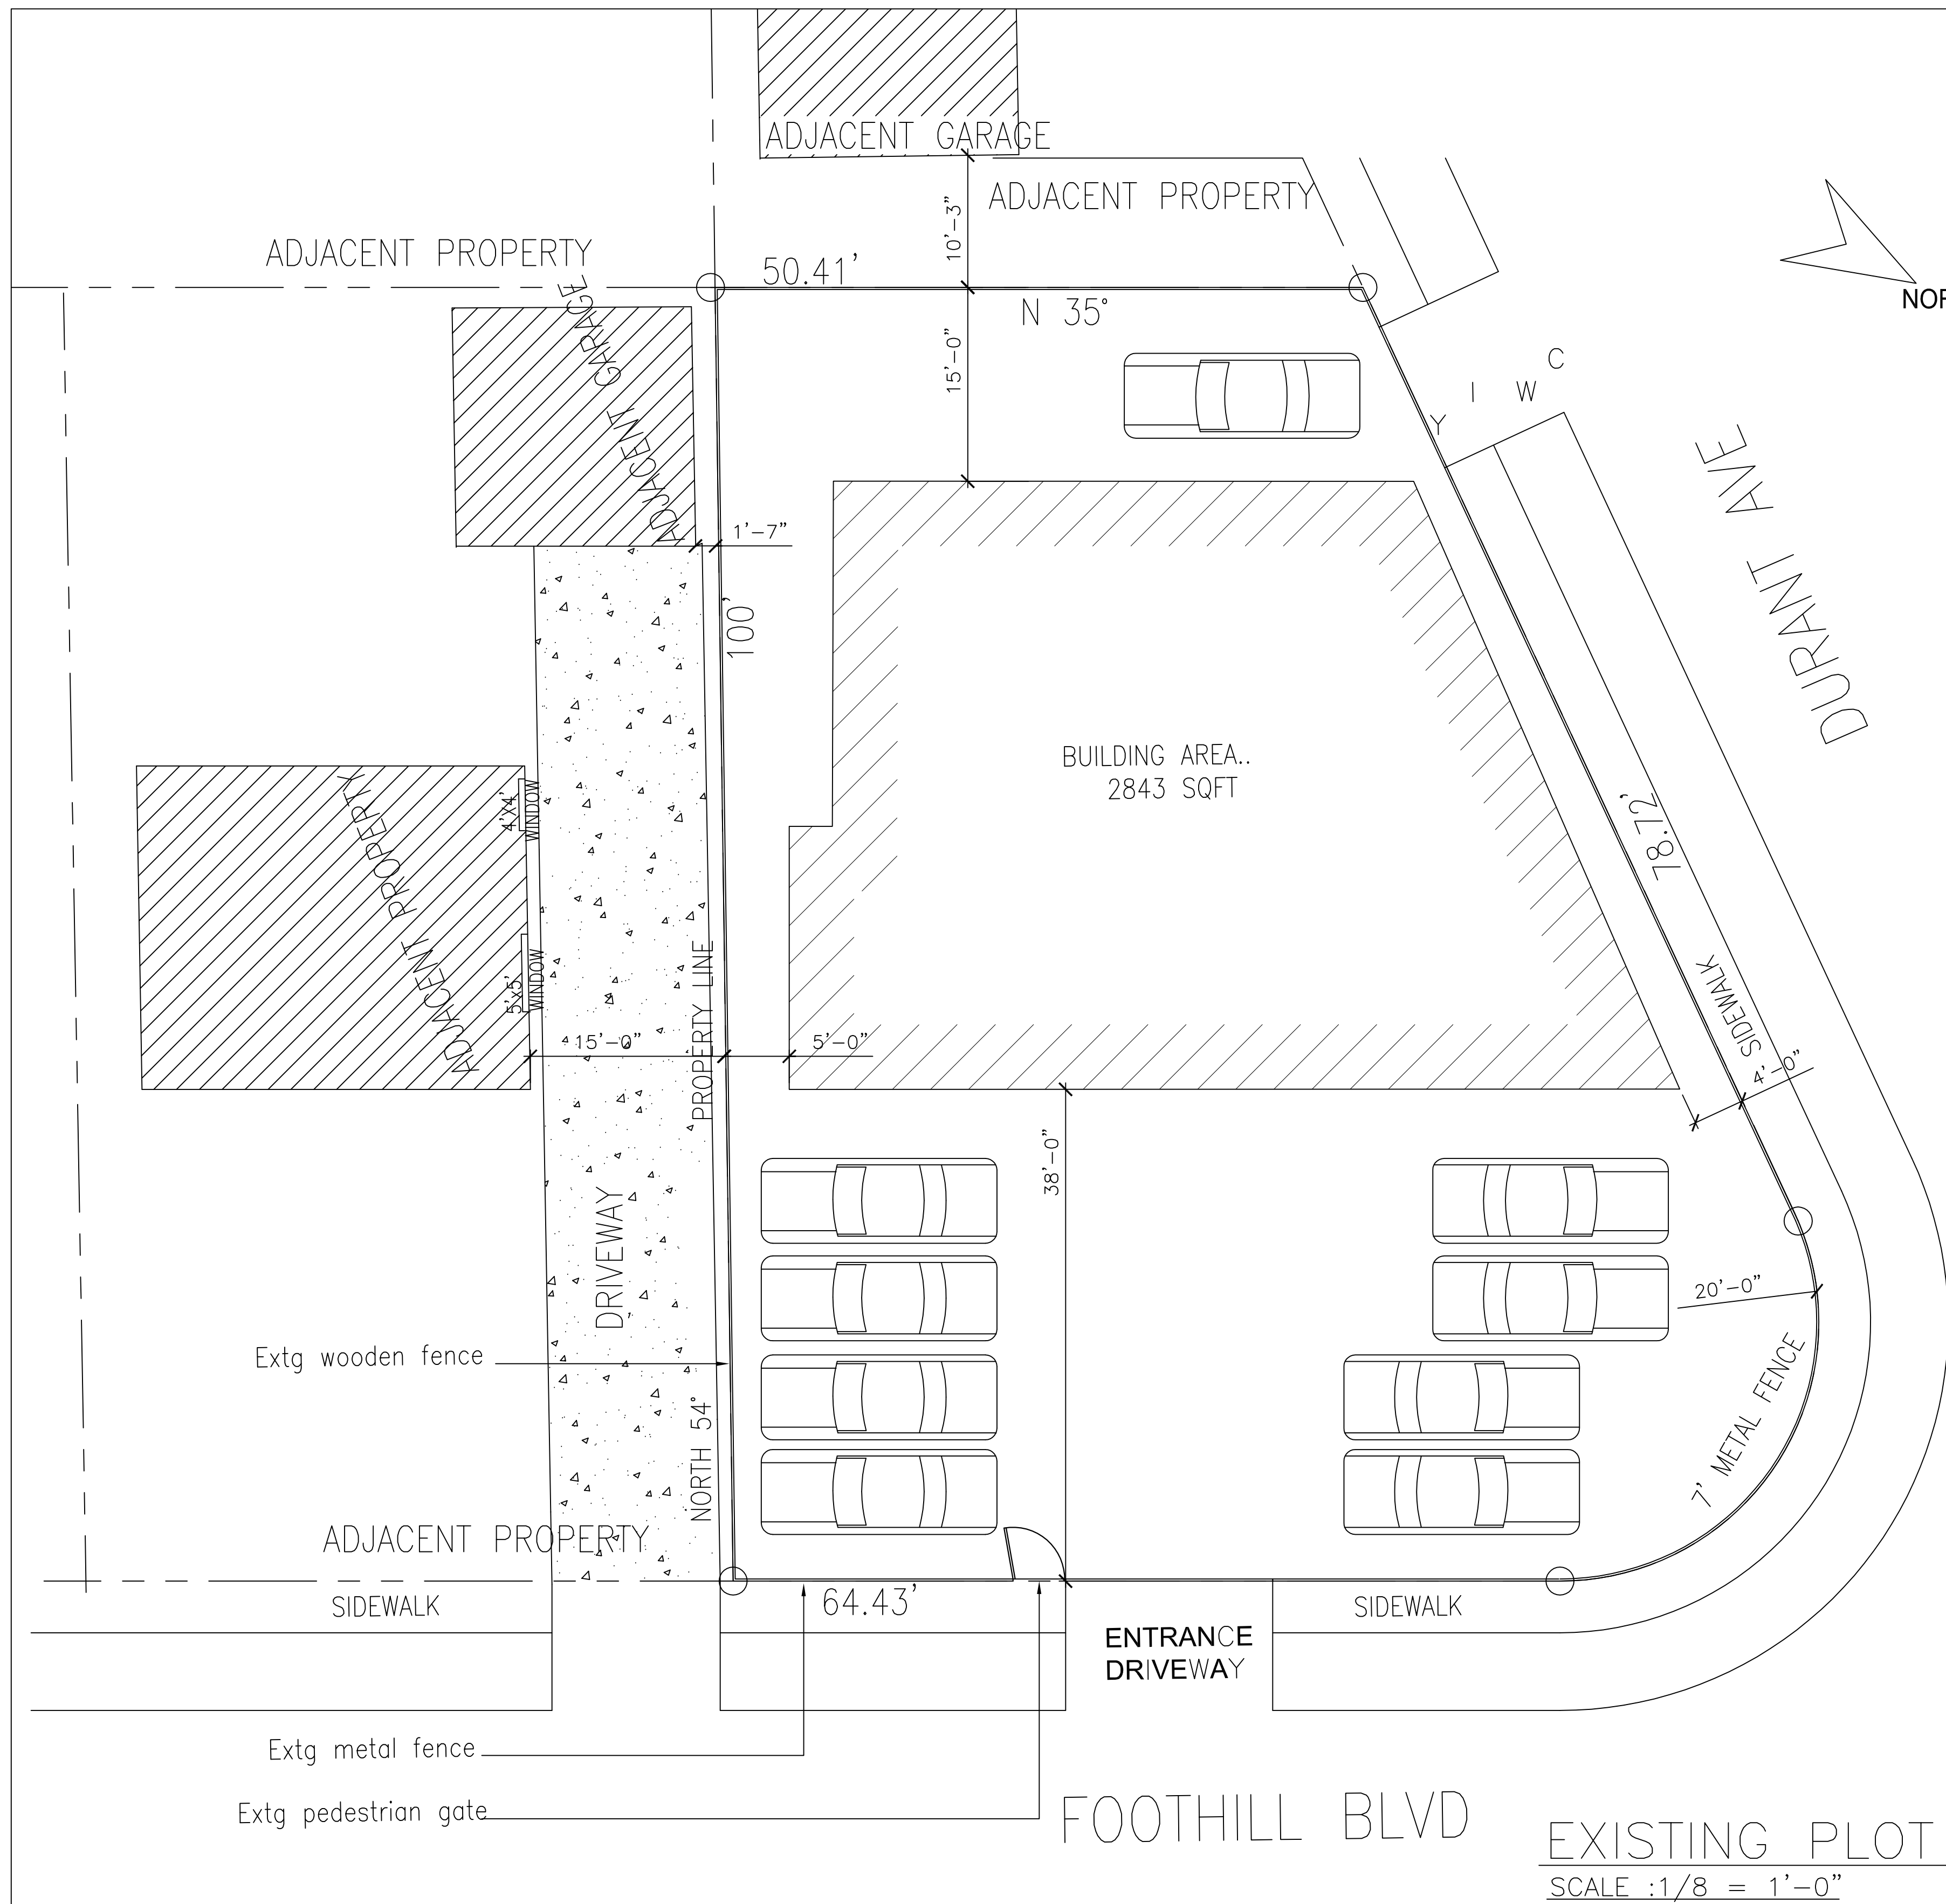 ADJACENT GARAGE
ADJACENT PROPERTY
10'-3"
ADJACENT PROPERTY
50.41'
N 35°
NOR
ADJACENT GARAGE
15'-0"
C
W
I
Y
DURANT AVE
1'-7"
100'
BUILDING AREA..
2843 SQFT
ADJACENT PROPERTY
4'X4'
WINDOW
78.72'
5'x5'
WINDOW
PROPERTY LINE
SIDEWALK
15'-0"
5'-0"
4'-0"
38'-0"
DRIVEWAY
20'-0"
Extg wooden fence
7' METAL FENCE
NORTH 54°
ADJACENT PROPERTY
SIDEWALK
64.43'
SIDEWALK
ENTRANCE
DRIVEWAY
Extg metal fence
Extg pedestrian gate
FOOTHILL BLVD
EXISTING PLOT
SCALE :1/8 = 1'-0"